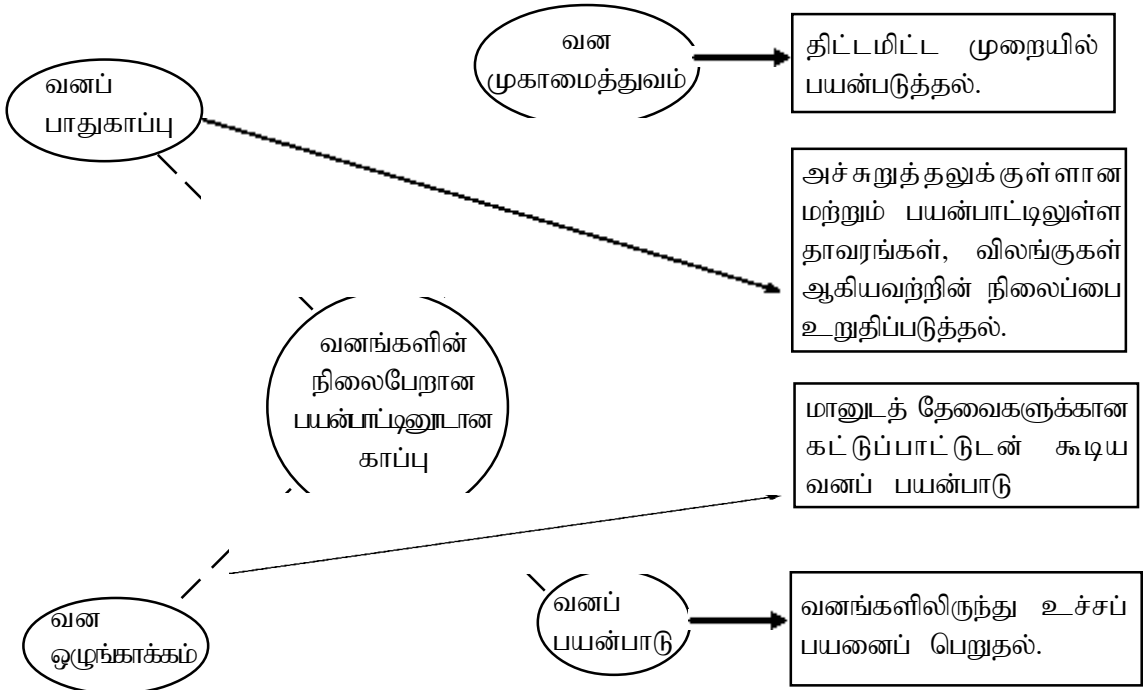 வன
முகாமைத்துவம்
திட்டமிட்ட முறையில்
பயன்படுத்தல்.
வனப்
பாதுகாப்பு
அச்சுறுத்தலுக்குள்ளான
மற்றும் பயன்பாட்டிலுள்ள
தாவரங்கள், விலங்குகள்
ஆகியவற்றின் நிலைப்பை
உறுதிப்படுத்தல்.
வனங்களின்
நிலைபேறான
பயன்பாட்டினூடான
காப்பு
மானுடத் தேவைகளுக்கான
கட்டுப்பாட்டுடன் கூடிய
வனப் பயன்பாடு
வன
ஒழுங்காக்கம்
வனப்
பயன்பாடு
வனங்களிலிருந்து உச்சப்
பயனைப் பெறுதல்.